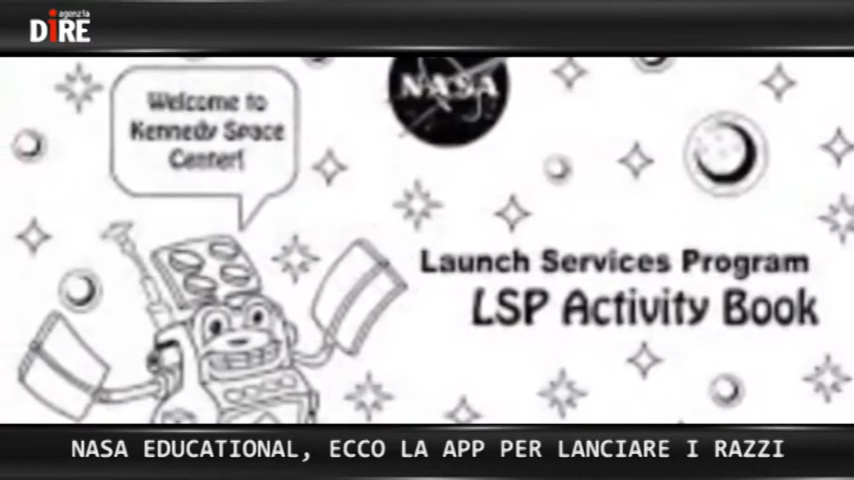 agenzia
DiRE
NASA
Welcome to
Kennedy Space
Center!
Launch Services Program
LSP Activity Book
NASA EDUCATIONAL, ECCO LA APP PER LANCIARE I RAZZI